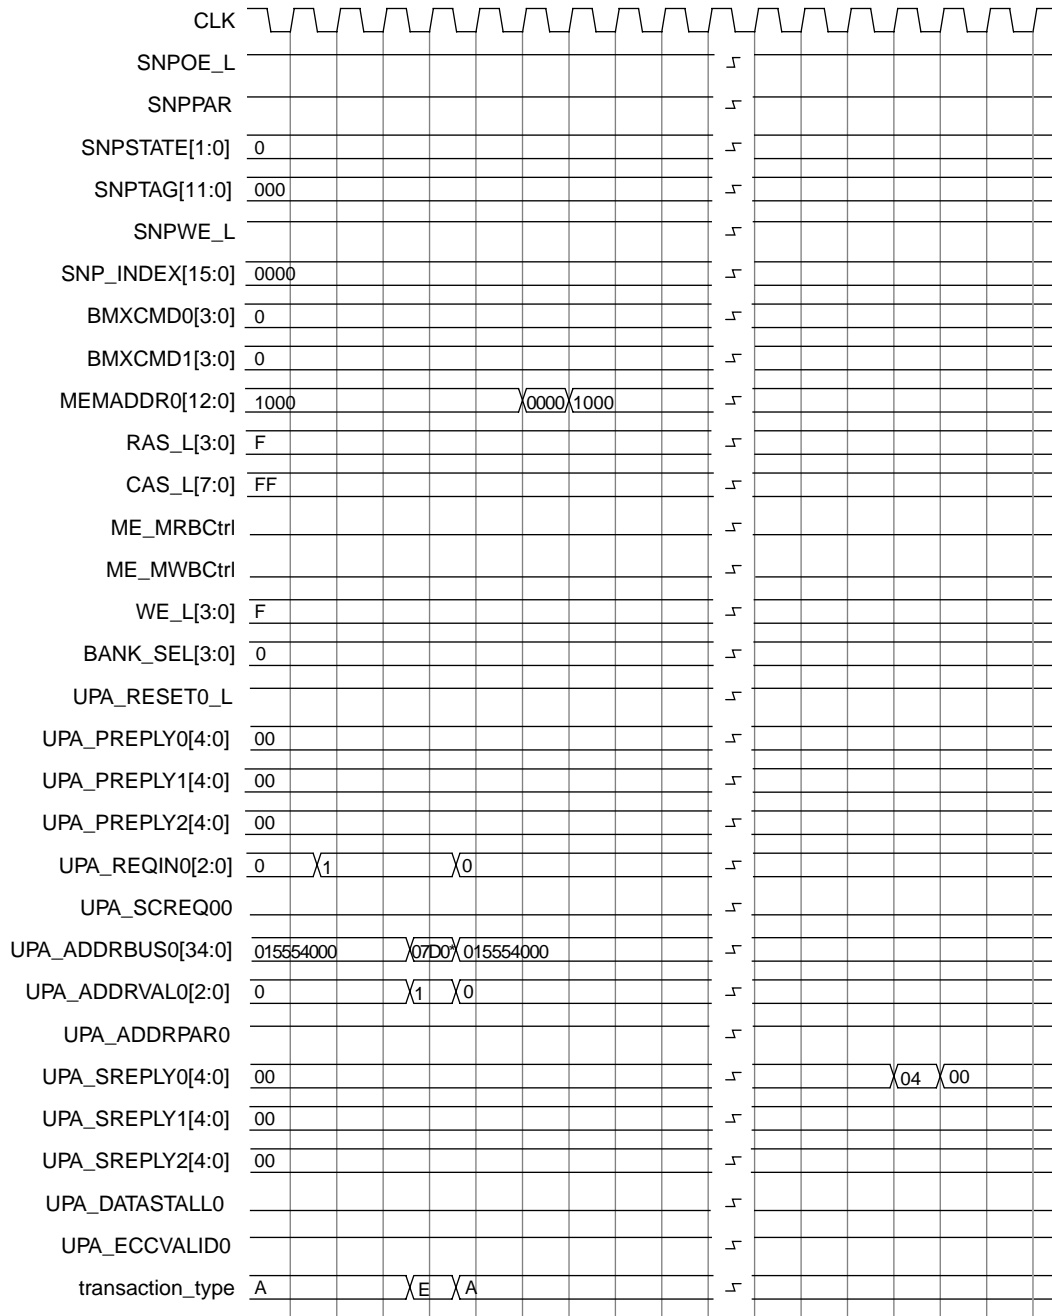 CLK
SNPOE_L
SNPPAR
SNPSTATE[1:0] 0
SNPTAG[11:0] 000
SNPWE_L
SNP_INDEX[15:0] 0000
BMXCMD0[3:0] 0
BMXCMD1[3:0] 0
MEMADDR0[12:0] 1000 0000 1000
RAS_L[3:0] F
CAS_L[7:0] FF
ME_MRBCtrl
ME_MWBCtrl
WE_L[3:0] F
BANK_SEL[3:0] 0
UPA_RESET0_L
UPA_PREPLY0[4:0] 00
UPA_PREPLY1[4:0] 00
UPA_PREPLY2[4:0] 00
UPA_REQIN0[2:0] 0 1 0
UPA_SCREQ00
UPA_ADDRBUS0[34:0] 015554000 07D0* 015554000
UPA_ADDRVAL0[2:0] 0 1 0
UPA_ADDRPAR0
UPA_SREPLY0[4:0] 00 04 00
UPA_SREPLY1[4:0] 00
UPA_SREPLY2[4:0] 00
UPA_DATASTALL0
UPA_ECCVALID0
transaction_type A E A